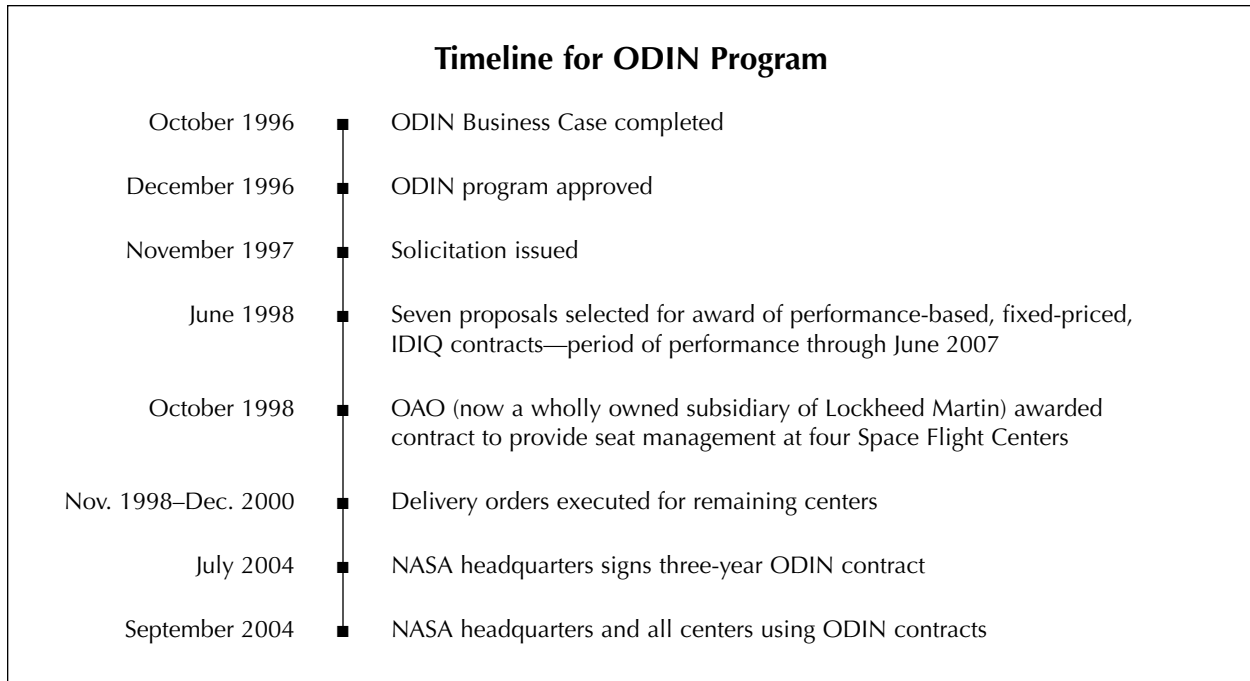 Timeline for ODIN Program
October 1996 ODIN Business Case completed
December 1996 ODIN program approved
November 1997 Solicitation issued
June 1998 Seven proposals selected for award of performance-based, fixed-priced,
IDIQ contracts—period of performance through June 2007
October 1998 OAO (now a wholly owned subsidiary of Lockheed Martin) awarded
contract to provide seat management at four Space Flight Centers
Nov. 1998–Dec. 2000 Delivery orders executed for remaining centers
July 2004 NASA headquarters signs three-year ODIN contract
September 2004 NASA headquarters and all centers using ODIN contracts